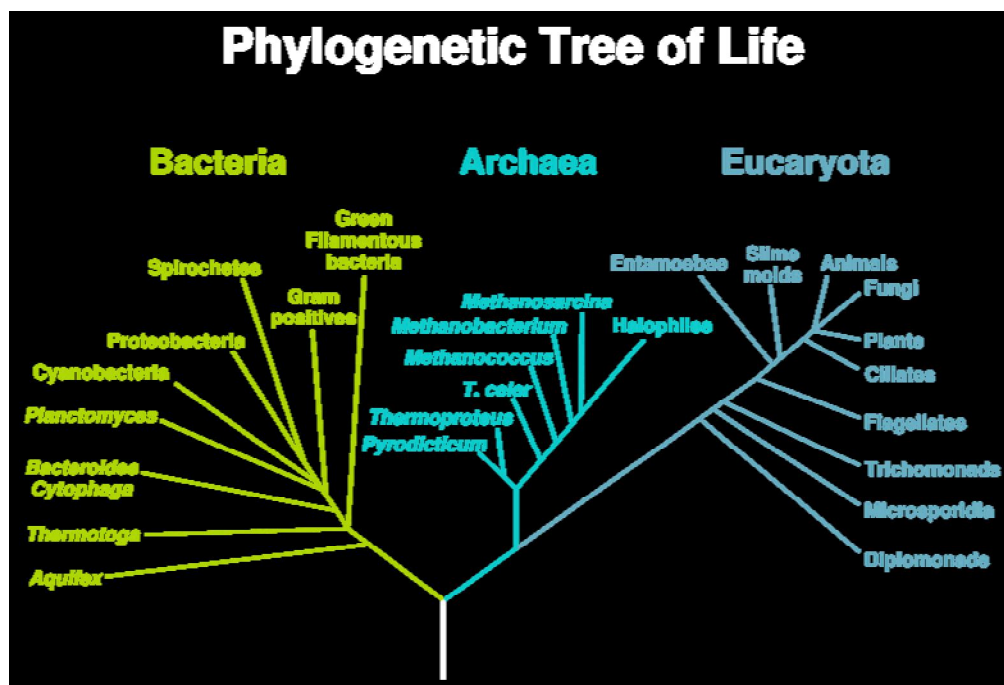 Phylogenetic Tree of Life
Bacteria
Archaea
Eucaryota
Green
Filamentous
bacteria
Spirochetes
Gram
positives
Proteobacteria
Cyanobacteria
Planctomyces
Bacteroides
Cytophaga
Thermotoga
Aquifex
Methanosarcina
Methanobacterium
Halophiles
Methanococcus
T. celer
Thermoproteus
Pyrodicticum
Entamoebae
Slime
molds
Animals
Fungi
Plants
Ciliates
Flagellates
Trichomonads
Microsporidia
Diplomonads